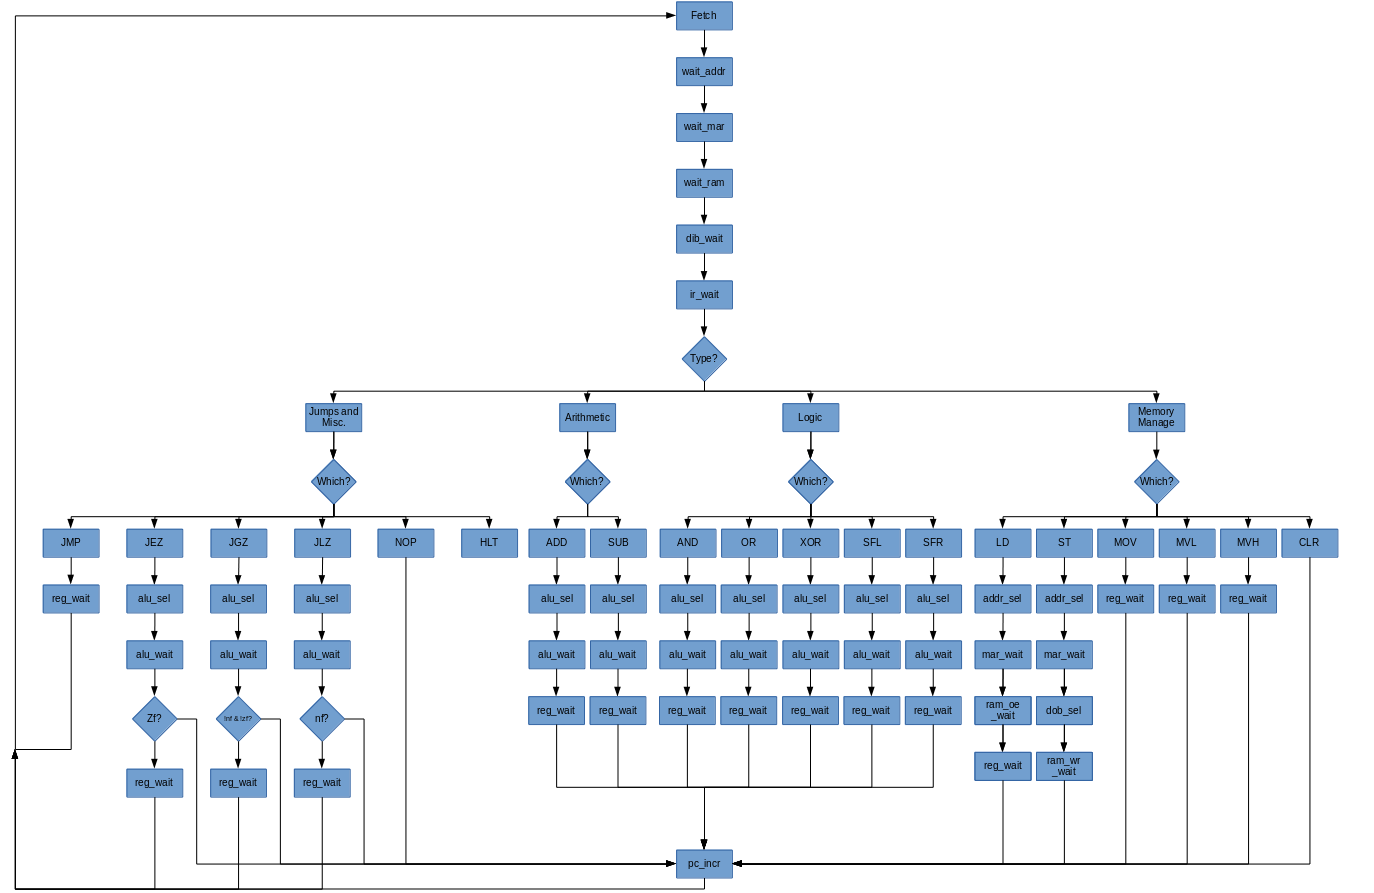 Fetch
wait_addr
wait_mar
wait_ram
dib_wait
ir_wait
Type?
Jumps and
Misc.
Arithmetic
Logic
Memory
Manage
Which?
Which?
Which?
Which?
JMP
JEZ
JGZ
JLZ
NOP
HLT
ADD
SUB
AND
OR
XOR
SFL
SFR
LD
ST
MOV
MVL
MVH
CLR
reg_wait
alu_sel
alu_sel
alu_sel
alu_sel
alu_sel
alu_sel
alu_sel
alu_sel
alu_sel
alu_sel
addr_sel
addr_sel
reg_wait
reg_wait
reg_wait
alu_wait
alu_wait
alu_wait
alu_wait
alu_wait
alu_wait
alu_wait
alu_wait
alu_wait
alu_wait
mar_wait
mar_wait
Zf?
!nf & !zf?
nf?
reg_wait
reg_wait
reg_wait
reg_wait
reg_wait
reg_wait
reg_wait
ram_oe
_wait
dob_sel
reg_wait
reg_wait
reg_wait
reg_wait
ram_wr
_wait
pc_incr